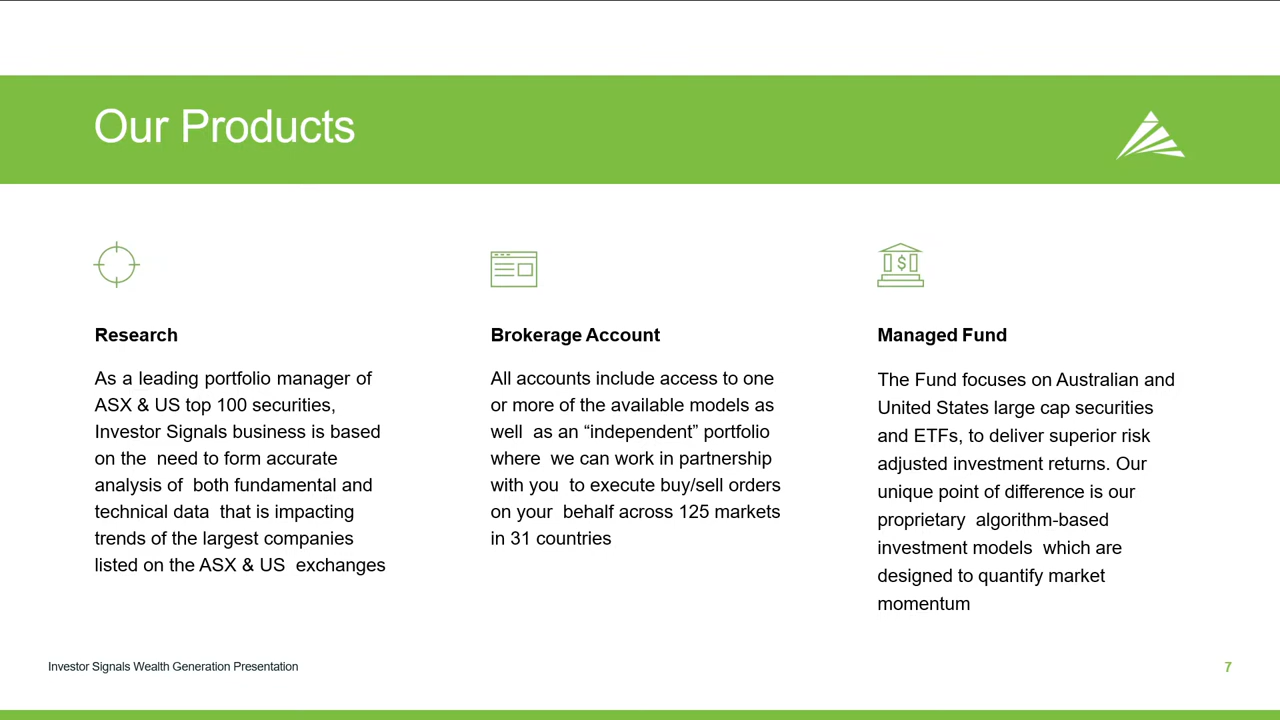 Our Products
Research
As a leading portfolio manager of
ASX & US top 100 securities,
Investor Signals business is based
on the  need to form accurate
analysis of  both fundamental and
technical data  that is impacting
trends of the largest companies
listed on the ASX & US  exchanges
Brokerage Account
All accounts include access to one
or more of the available models as
well  as an “independent” portfolio
where  we can work in partnership
with you  to execute buy/sell orders
on your  behalf across 125 markets
in 31 countries
$
Managed Fund
The Fund focuses on Australian and
United States large cap securities
and ETFs, to deliver superior risk
adjusted investment returns. Our
unique point of difference is our
proprietary  algorithm-based
investment models  which are
designed to quantify market
momentum
Investor Signals Wealth Generation Presentation
7